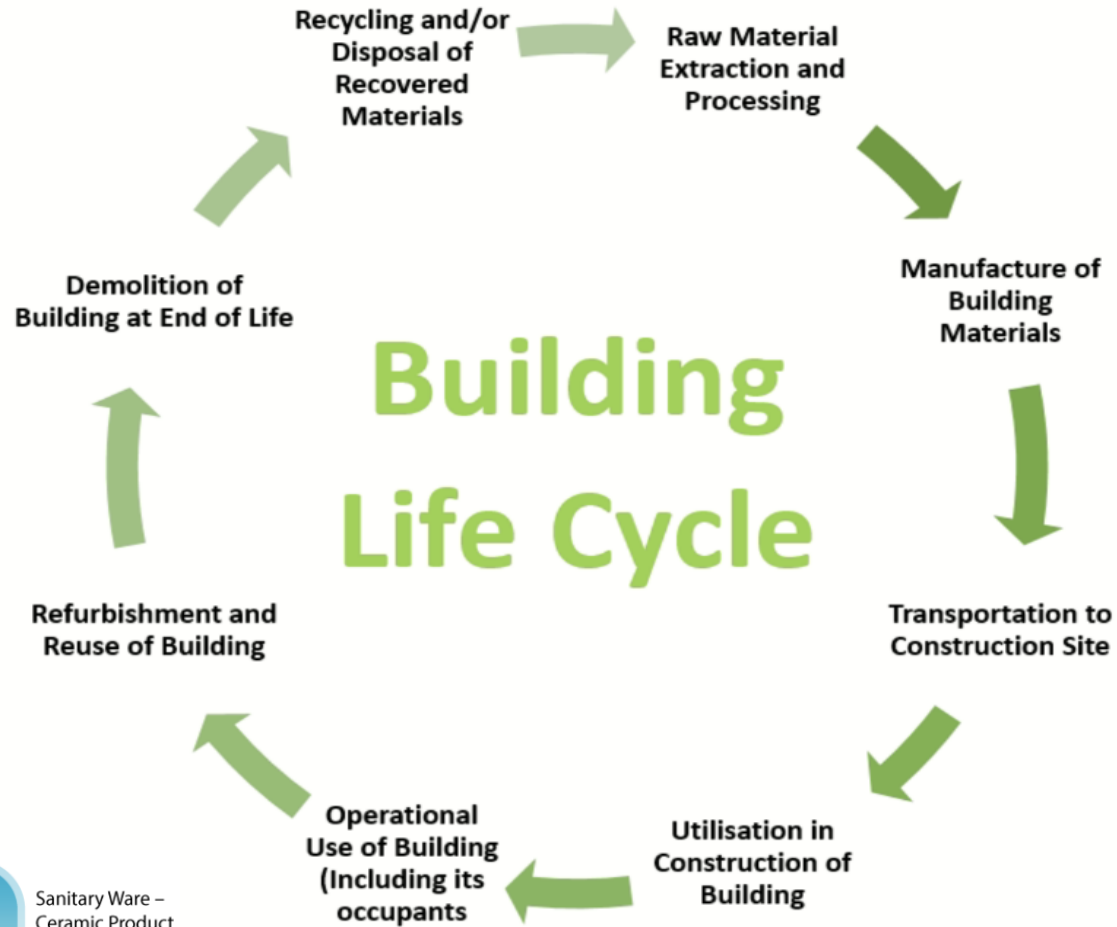 Recycling and/or
Disposal of
Recovered
Materials
Raw Material
Extraction and
Processing
Manufacture of
Building
Materials
Transportation to
Construction Site
Utilisation in
Construction of
Building
Operational
Use of Building
(Including its
occupants
Refurbishment and
Reuse of Building
Demolition of
Building at End of Life
Building
Life Cycle
Sanitary Ware –
Ceramic Product